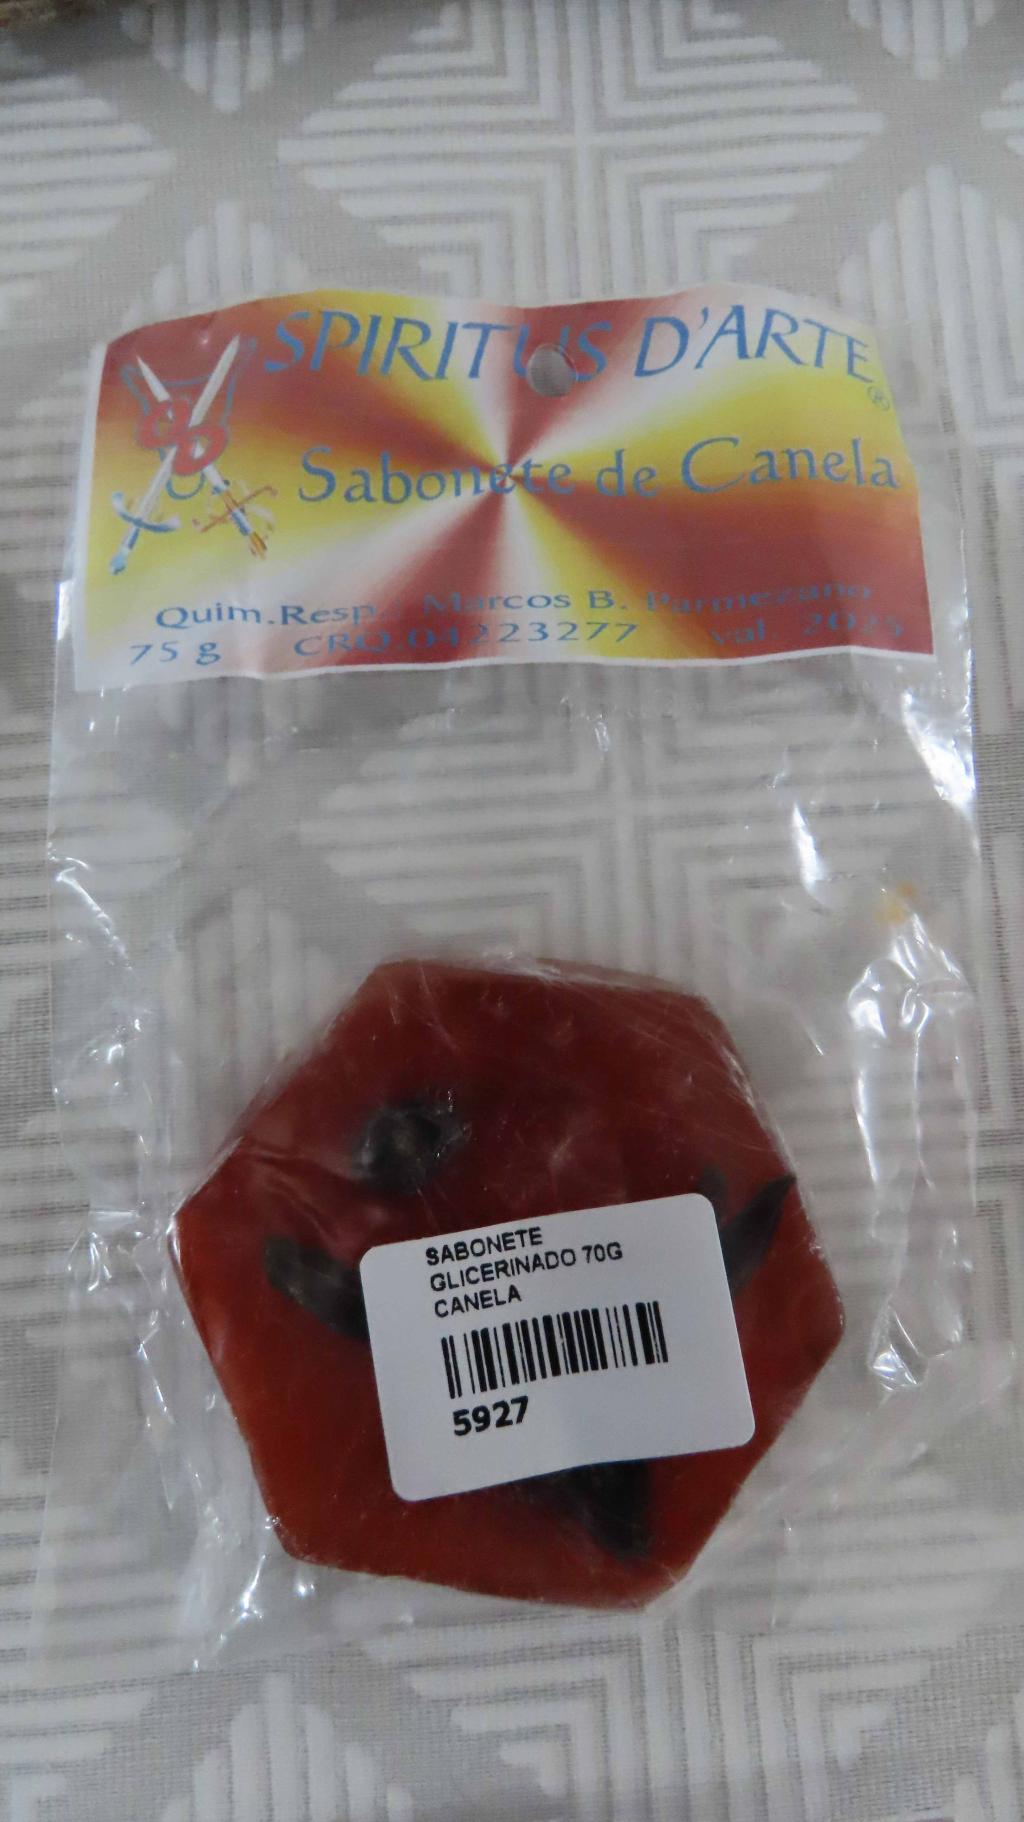 SPIRITUS D'ARTE®
Sabonete de Canela
Quim.Resp.: Marcos B. Parmezano
75 g CRQ.04223277 val. 2025
SABONETE
GLICERINADO 70G
CANELA
5927